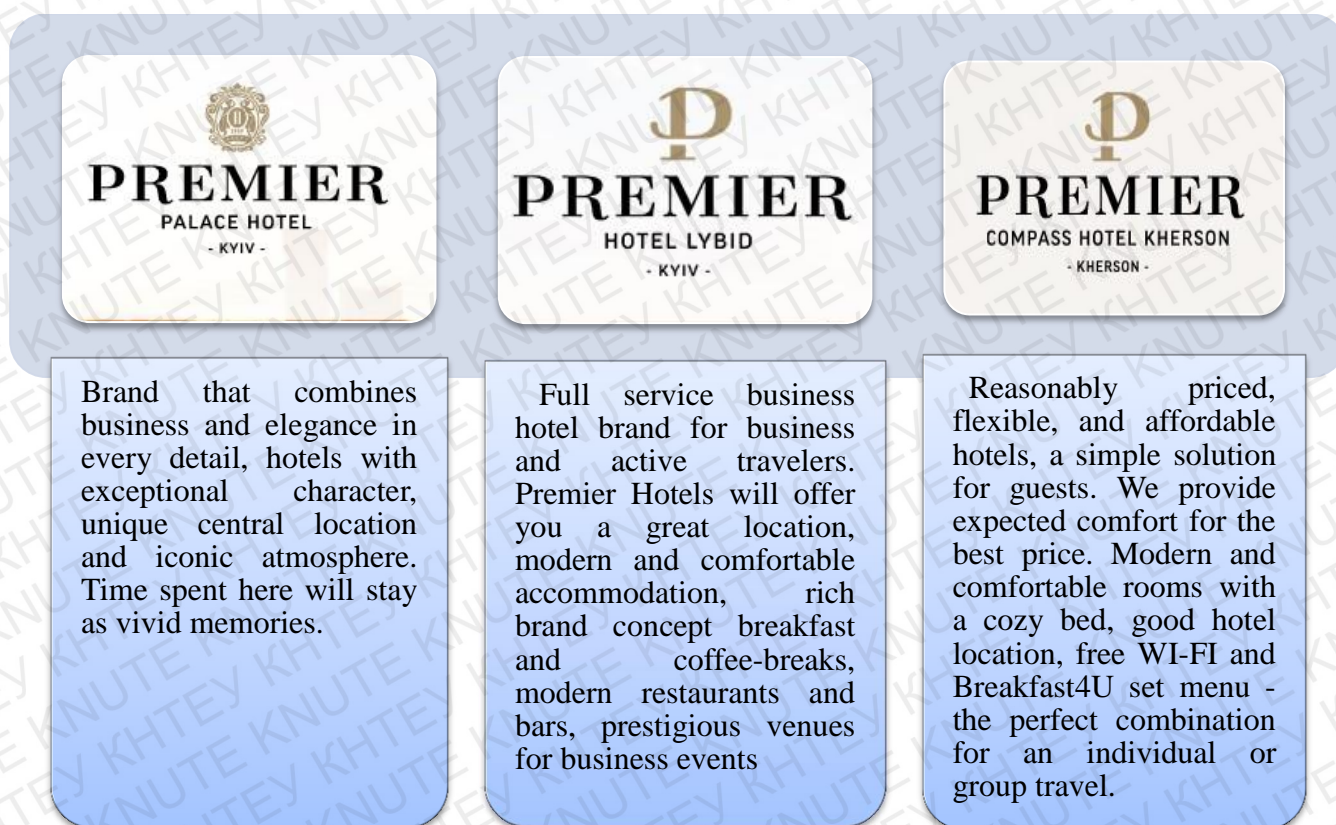 PREMIER
PALACE HOTEL
- KYIV -
PREMIER
HOTEL LYBID
- KYIV -
PREMIER
COMPASS HOTEL KHERSON
- KHERSON -
Brand that combines
business and elegance in
every detail, hotels with
exceptional character,
unique central location
and iconic atmosphere.
Time spent here will stay
as vivid memories.
Full service business
hotel brand for business
and active travelers.
Premier Hotels will offer
you a great location,
modern and comfortable
accommodation, rich
brand concept breakfast
and coffee-breaks,
modern restaurants and
bars, prestigious venues
for business events
Reasonably priced,
flexible, and affordable
hotels, a simple solution
for guests. We provide
expected comfort for the
best price. Modern and
comfortable rooms with
a cozy bed, good hotel
location, free WI-FI and
Breakfast4U set menu -
the perfect combination
for an individual or
group travel.